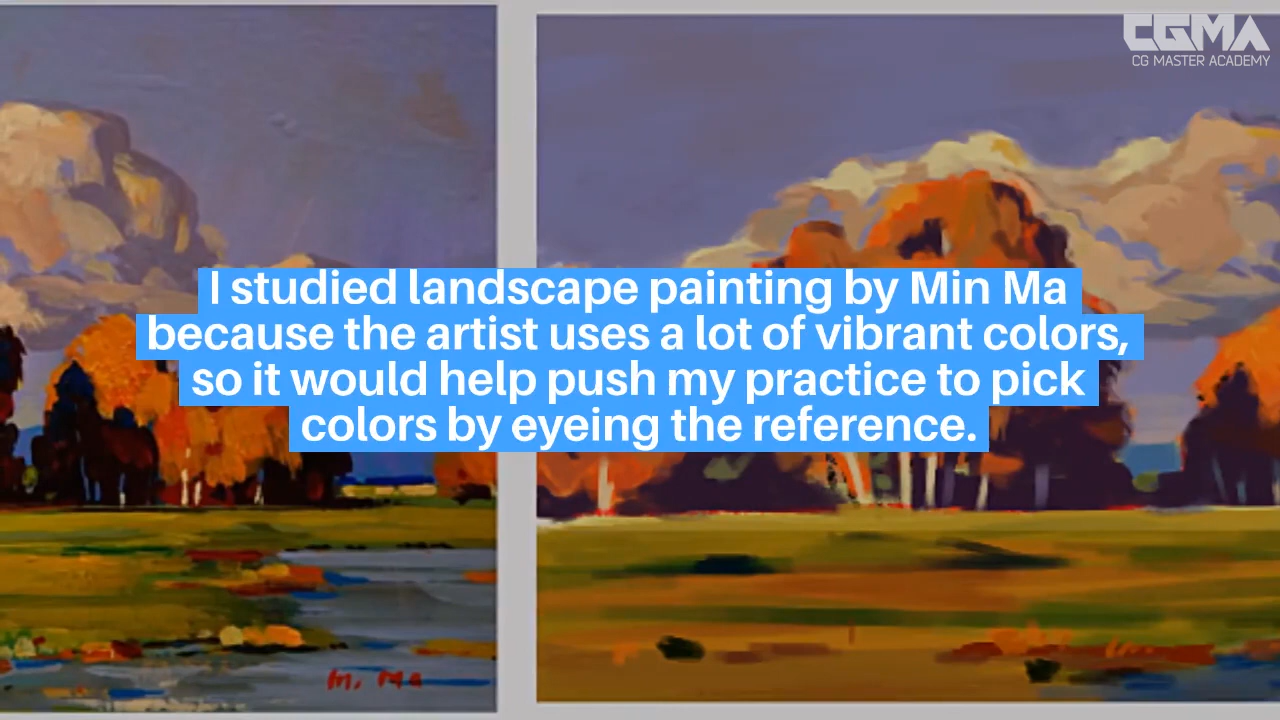 CGMA
CG MASTER ACADEMY
I studied landscape painting by Min Ma
because the artist uses a lot of vibrant colors,
so it would help push my practice to pick
colors by eyeing the reference.
M. Ma